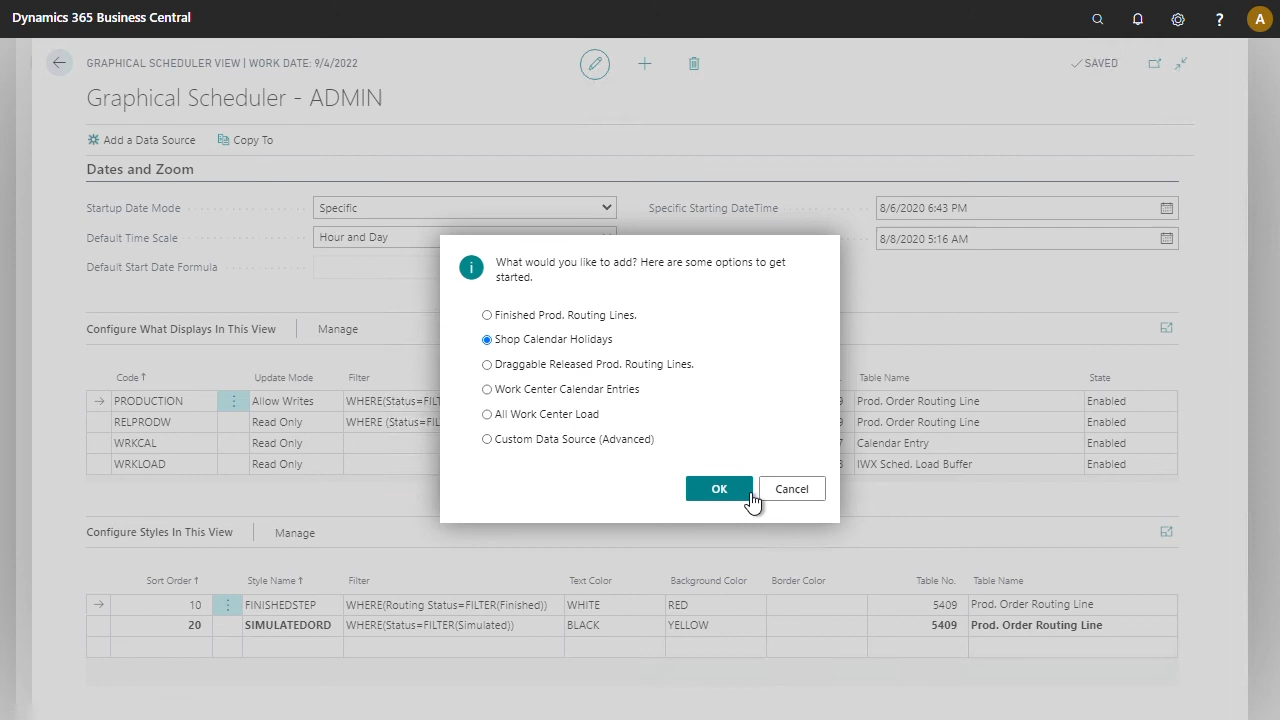 Dynamics 365 Business Central
?
A
GRAPHICAL SCHEDULER VIEW | WORK DATE: 9/4/2022
✓SAVED
Graphical Scheduler - ADMIN
Add a Data Source
Copy To
Dates and Zoom
Startup Date Mode
Specific
Specific Starting DateTime
8/6/2020 6:43 PM
Default Time Scale
Hour and Day
8/8/2020 5:16 AM
Default Start Date Formula
What would you like to add? Here are some options to get
started.
Finished Prod. Routing Lines.
Shop Calendar Holidays
Draggable Released Prod. Routing Lines.
Work Center Calendar Entries
All Work Center Load
Custom Data Source (Advanced)
OK
Cancel
Configure What Displays In This View
Manage
Code↑ Update Mode Filter Table Name State
PRODUCTION Allow Writes WHERE(Status=FILT Prod. Order Routing Line Enabled
RELPRODW Read Only WHERE (Status=FIL Prod. Order Routing Line Enabled
WRKCAL Read Only Calendar Entry Enabled
WRKLOAD Read Only IWX Sched. Load Buffer Enabled
Configure Styles In This View
Manage
Sort Order↑ Style Name↑ Filter Text Color Background Color Border Color Table No. Table Name
10 FINISHEDSTEP WHERE(Routing Status=FILTER(Finished)) WHITE RED 5409 Prod. Order Routing Line
20 SIMULATEDORD WHERE(Status=FILTER(Simulated)) BLACK YELLOW 5409 Prod. Order Routing Line